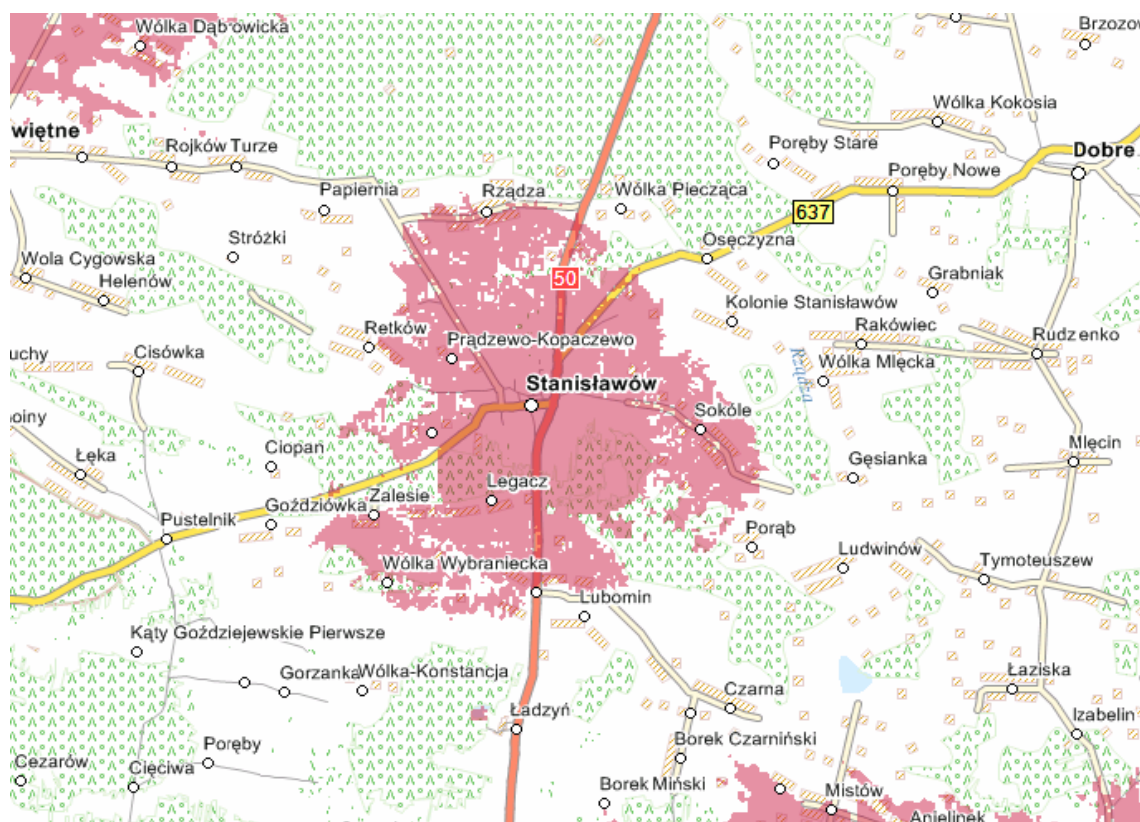 Wólka Dąbrowicka
Brzozow
Wólka Kokosia
więtne
Rojków Turze
Poręby Stare
Dobre
Papiernia
Rządza
Wólka Piecząca
Poręby Nowe
637
Stróżki
Osęczyzna
Wola Cygowska
Helenów
50
Grabniak
Kolonie Stanisławów
Retków
Prądzewo-Kopaczewo
Rakówiec
Rudzenko
uchy
Cisówka
Rządza
Wólka Mlęcka
Stanisławów
oiny
Sokóle
Ciopan
Mlęcin
Łęka
Gęsianka
Legacz
Zalesie
Goździówka
Pustelnik
Porąb
Ludwinów
Tymoteuszew
Wólka Wybraniecka
Lubomin
Kąty Goździejewskie Pierwsze
Gorzanka
Wólka-Konstancja
Łaziska
Czarna
Ładzyń
Izabelin
Poręby
Borek Czarniński
Cezarów
Cięciwa
Borek Miński
Mistów
Anielinek